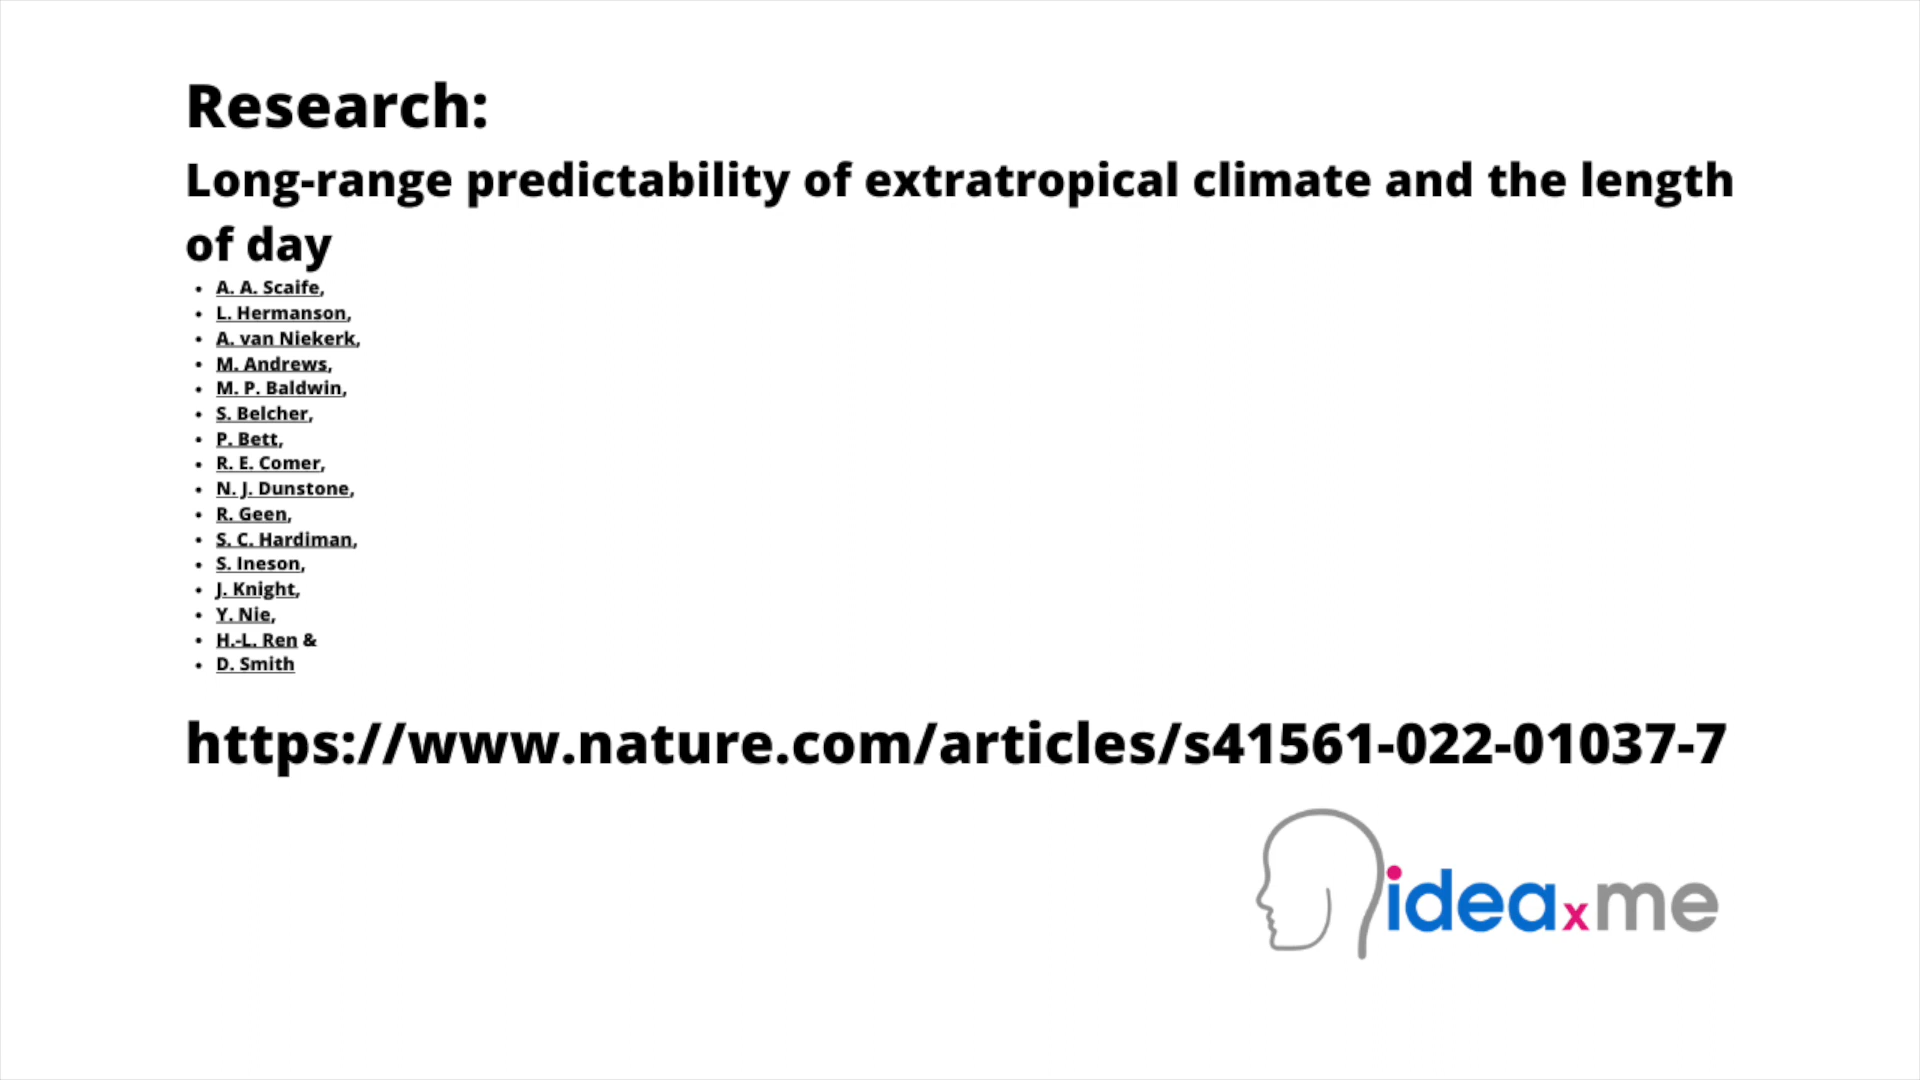 Research:
Long-range predictability of extratropical climate and the length
of day
• A. A. Scaife,
• L. Hermanson,
• A. van Niekerk,
• M. Andrews,
• M. P. Baldwin,
• S. Belcher,
• P. Bett,
• R. E. Comer,
• N. J. Dunstone,
• R. Geen,
• S. C. Hardiman,
• S. Ineson,
• J. Knight,
• Y. Nie,
• H.-L. Ren &
• D. Smith
https://www.nature.com/articles/s41561-022-01037-7
ideaxme